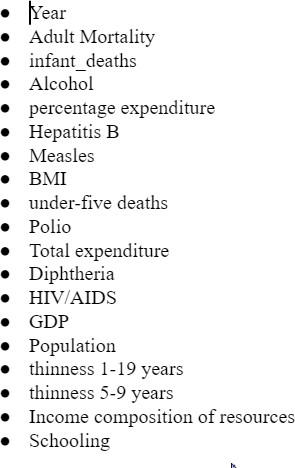 ● Year
● Adult Mortality
● infant_deaths
● Alcohol
● percentage expenditure
● Hepatitis B
● Measles
● BMI
● under-five deaths
● Polio
● Total expenditure
● Diphtheria
● HIV/AIDS
● GDP
● Population
● thinness 1-19 years
● thinness 5-9 years
● Income composition of resources
● Schooling